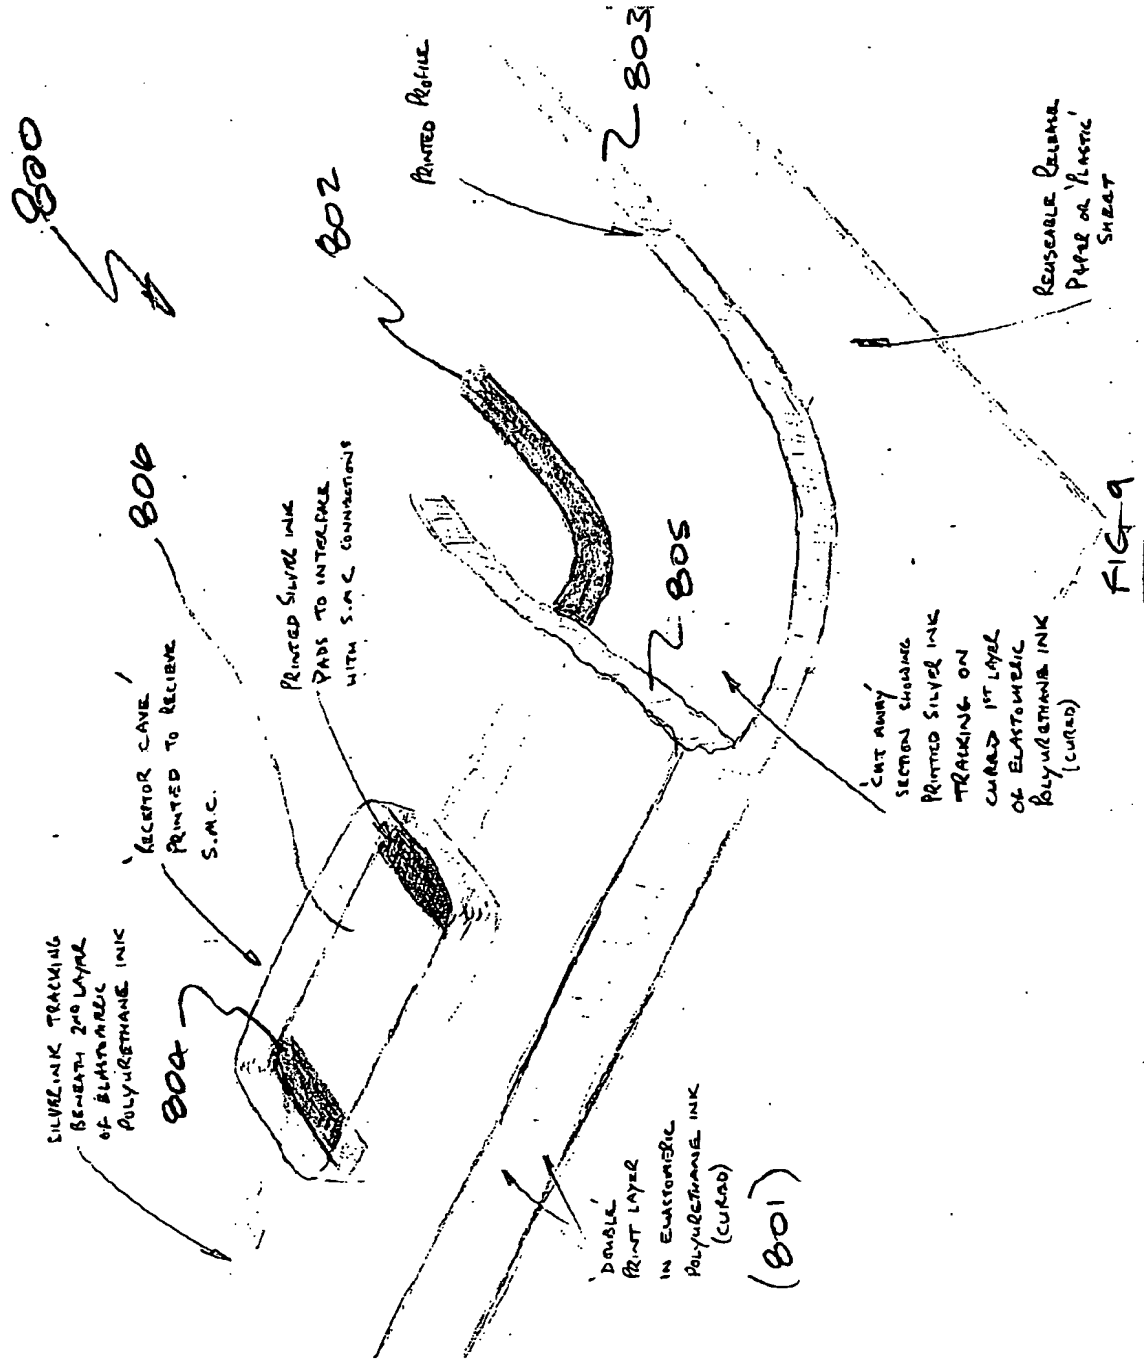 SILVER INK TRACKING
BENEATH 2ND LAYER
OF ELASTOMERIC
POLYURETHANE INK
804
'RECEPTOR CAVE'
PRINTED TO RECIEVE
S.M.C.
806
800
PRINTED SILVER INK
PADS TO INTERFACE
WITH S.M.C CONNECTIONS
802
PRINTED PROFILE
803
805
'DOUBLE'
PRINT LAYER
IN ELASTOMERIC
POLYURETHANE INK
(CURED)
(801)
'CUT AWAY'
SECTION SHOWING
PRINTED SILVER INK
TRACKING ON
CURED 1ST LAYER
OF ELASTOMERIC
POLYURETHANE INK
(CURED)
REUSEABLE RELEASE
PAPER OR 'PLASTIC'
SHEET
FIG 9